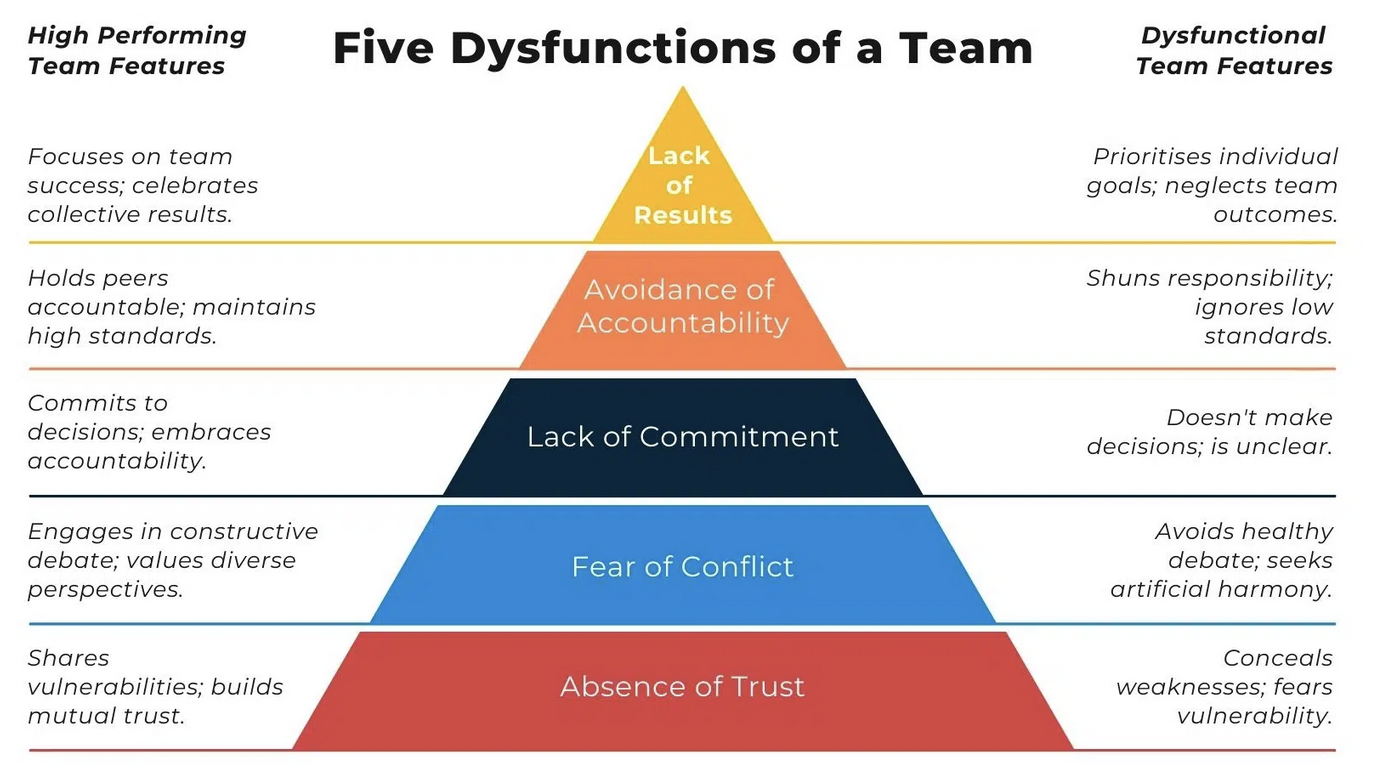 High Performing
Team Features
Five Dysfunctions of a Team
Dysfunctional
Team Features
Focuses on team
success; celebrates
collective results.
Lack
of
Results
Prioritises individual
goals; neglects team
outcomes.
Holds peers
accountable; maintains
high standards.
Avoidance of
Accountability
Shuns responsibility;
ignores low
standards.
Commits to
decisions; embraces
accountability.
Lack of Commitment
Doesn't make
decisions; is unclear.
Engages in constructive
debate; values diverse
perspectives.
Fear of Conflict
Avoids healthy
debate; seeks
artificial harmony.
Shares
vulnerabilities; builds
mutual trust.
Absence of Trust
Conceals
weaknesses; fears
vulnerability.